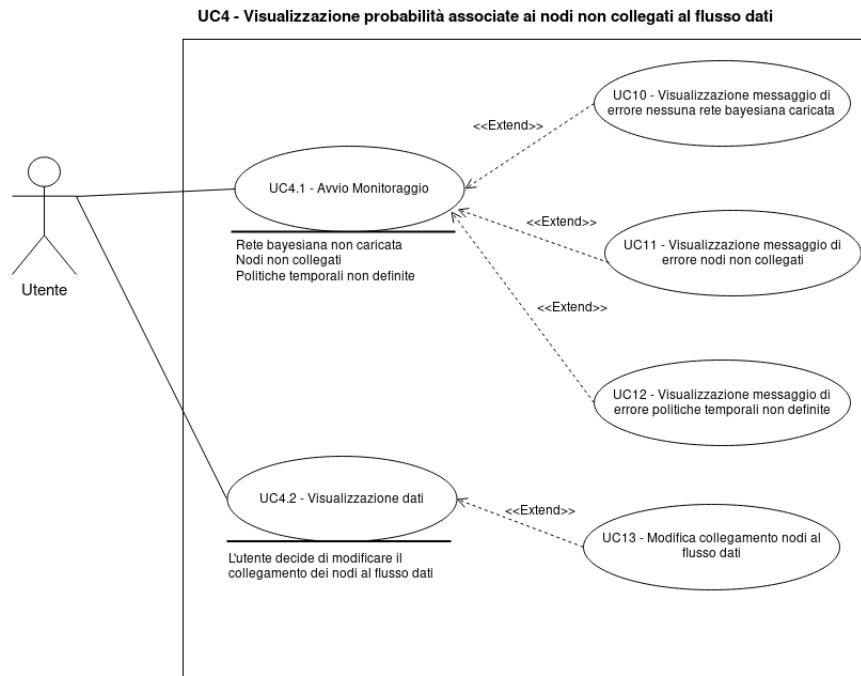 UC4 - Visualizzazione probabilità associate ai nodi non collegati al flusso dati
UC10 - Visualizzazione messaggio di
errore nessuna rete bayesiana caricata
<<Extend>>
UC4.1 - Avvio Monitoraggio
Rete bayesiana non caricata
Nodi non collegati
Politiche temporali non definite
<<Extend>>
UC11 - Visualizzazione messaggio di
errore nodi non collegati
Utente
<<Extend>>
UC12 - Visualizzazione messaggio di
errore politiche temporali non definite
UC4.2 - Visualizzazione dati
<<Extend>>
UC13 - Modifica collegamento nodi al
flusso dati
L'utente decide di modificare il
collegamento dei nodi al flusso dati